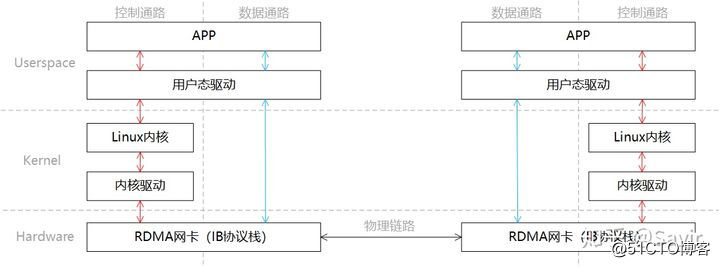 控制通路 数据通路 数据通路 控制通路
APP APP
Userspace
用户态驱动 用户态驱动
Linux内核 Linux内核
Kernel
内核驱动 内核驱动
物理链路
Hardware RDMA网卡（IB协议栈） RDMA网卡（IB协议栈）
知乎 @Savir
@51CTO博客